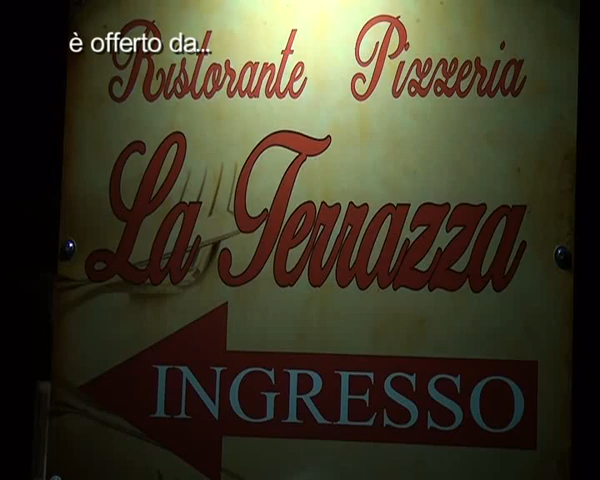 è offerto da...
Ristorante Pizzeria
La Terrazza
INGRESSO